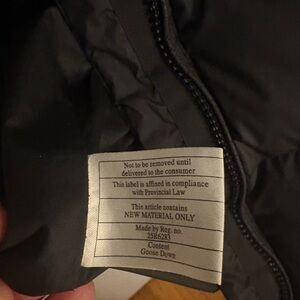 Not to be removed until
delivered to the consumer
This label is affixed in compliance
with Provincial Law
This article contains
NEW MATERIAL ONLY
Made by Reg. no.
25R6283
Content
Goose Down